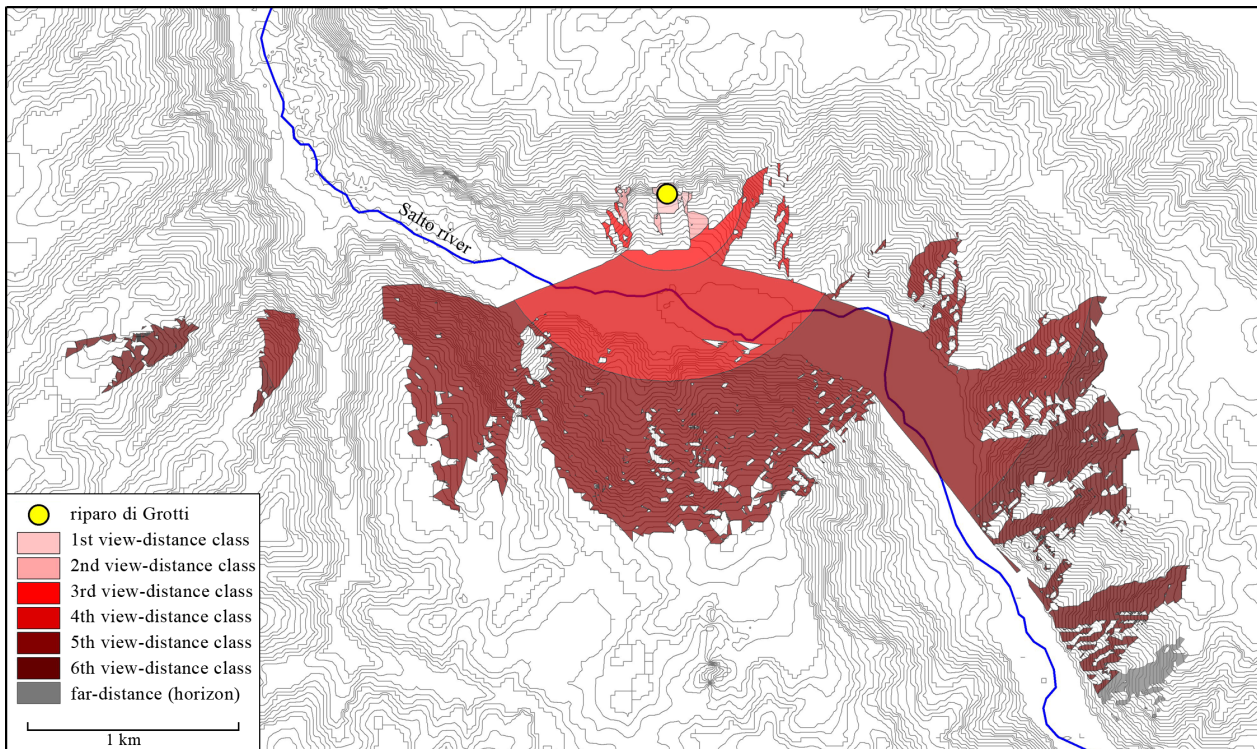 Salto river
riparo di Grotti
1st view-distance class
2nd view-distance class
3rd view-distance class
4th view-distance class
5th view-distance class
6th view-distance class
far-distance (horizon)
1 km